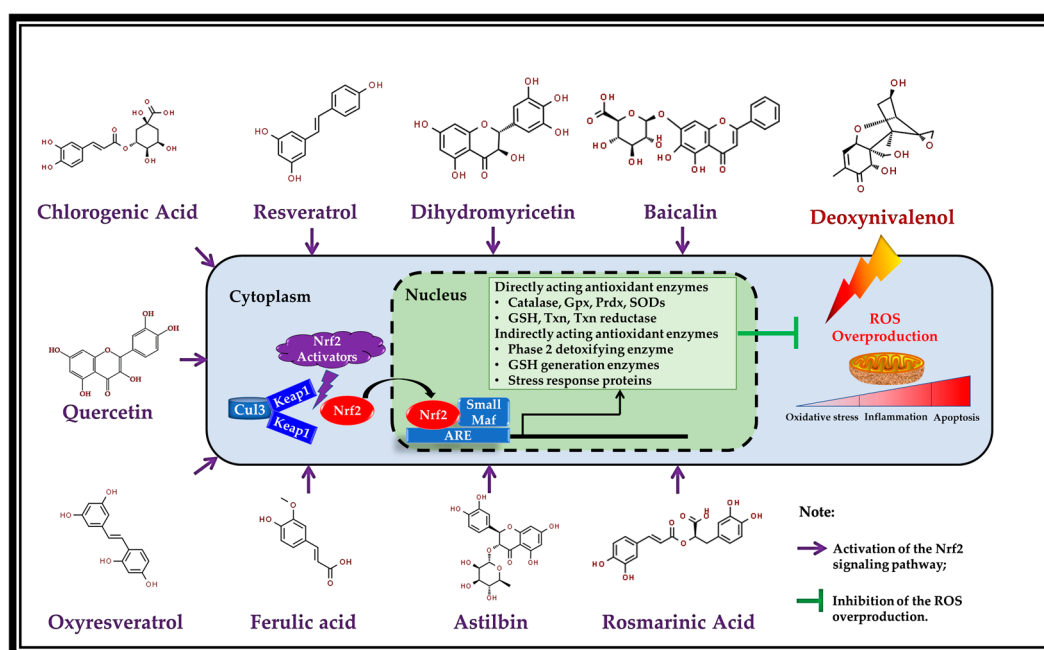 Chlorogenic Acid
Resveratrol
Dihydromyricetin
Baicalin
Deoxynivalenol
Cytoplasm
Nucleus
Directly acting antioxidant enzymes
• Catalase, Gpx, Prdx, SODs
• GSH, Txn, Txn reductase
Indirectly acting antioxidant enzymes
• Phase 2 detoxifying enzyme
• GSH generation enzymes
• Stress response proteins
ROS
Overproduction
Oxidative stress
Inflammation
Apoptosis
Nrf2
Activators
Cul3
Keap1
Keap1
Nrf2
Nrf2
Small
Maf
ARE
Quercetin
Oxyresveratrol
Ferulic acid
Astilbin
Rosmarinic Acid
Note:
Activation of the Nrf2
signaling pathway;
Inhibition of the ROS
overproduction.